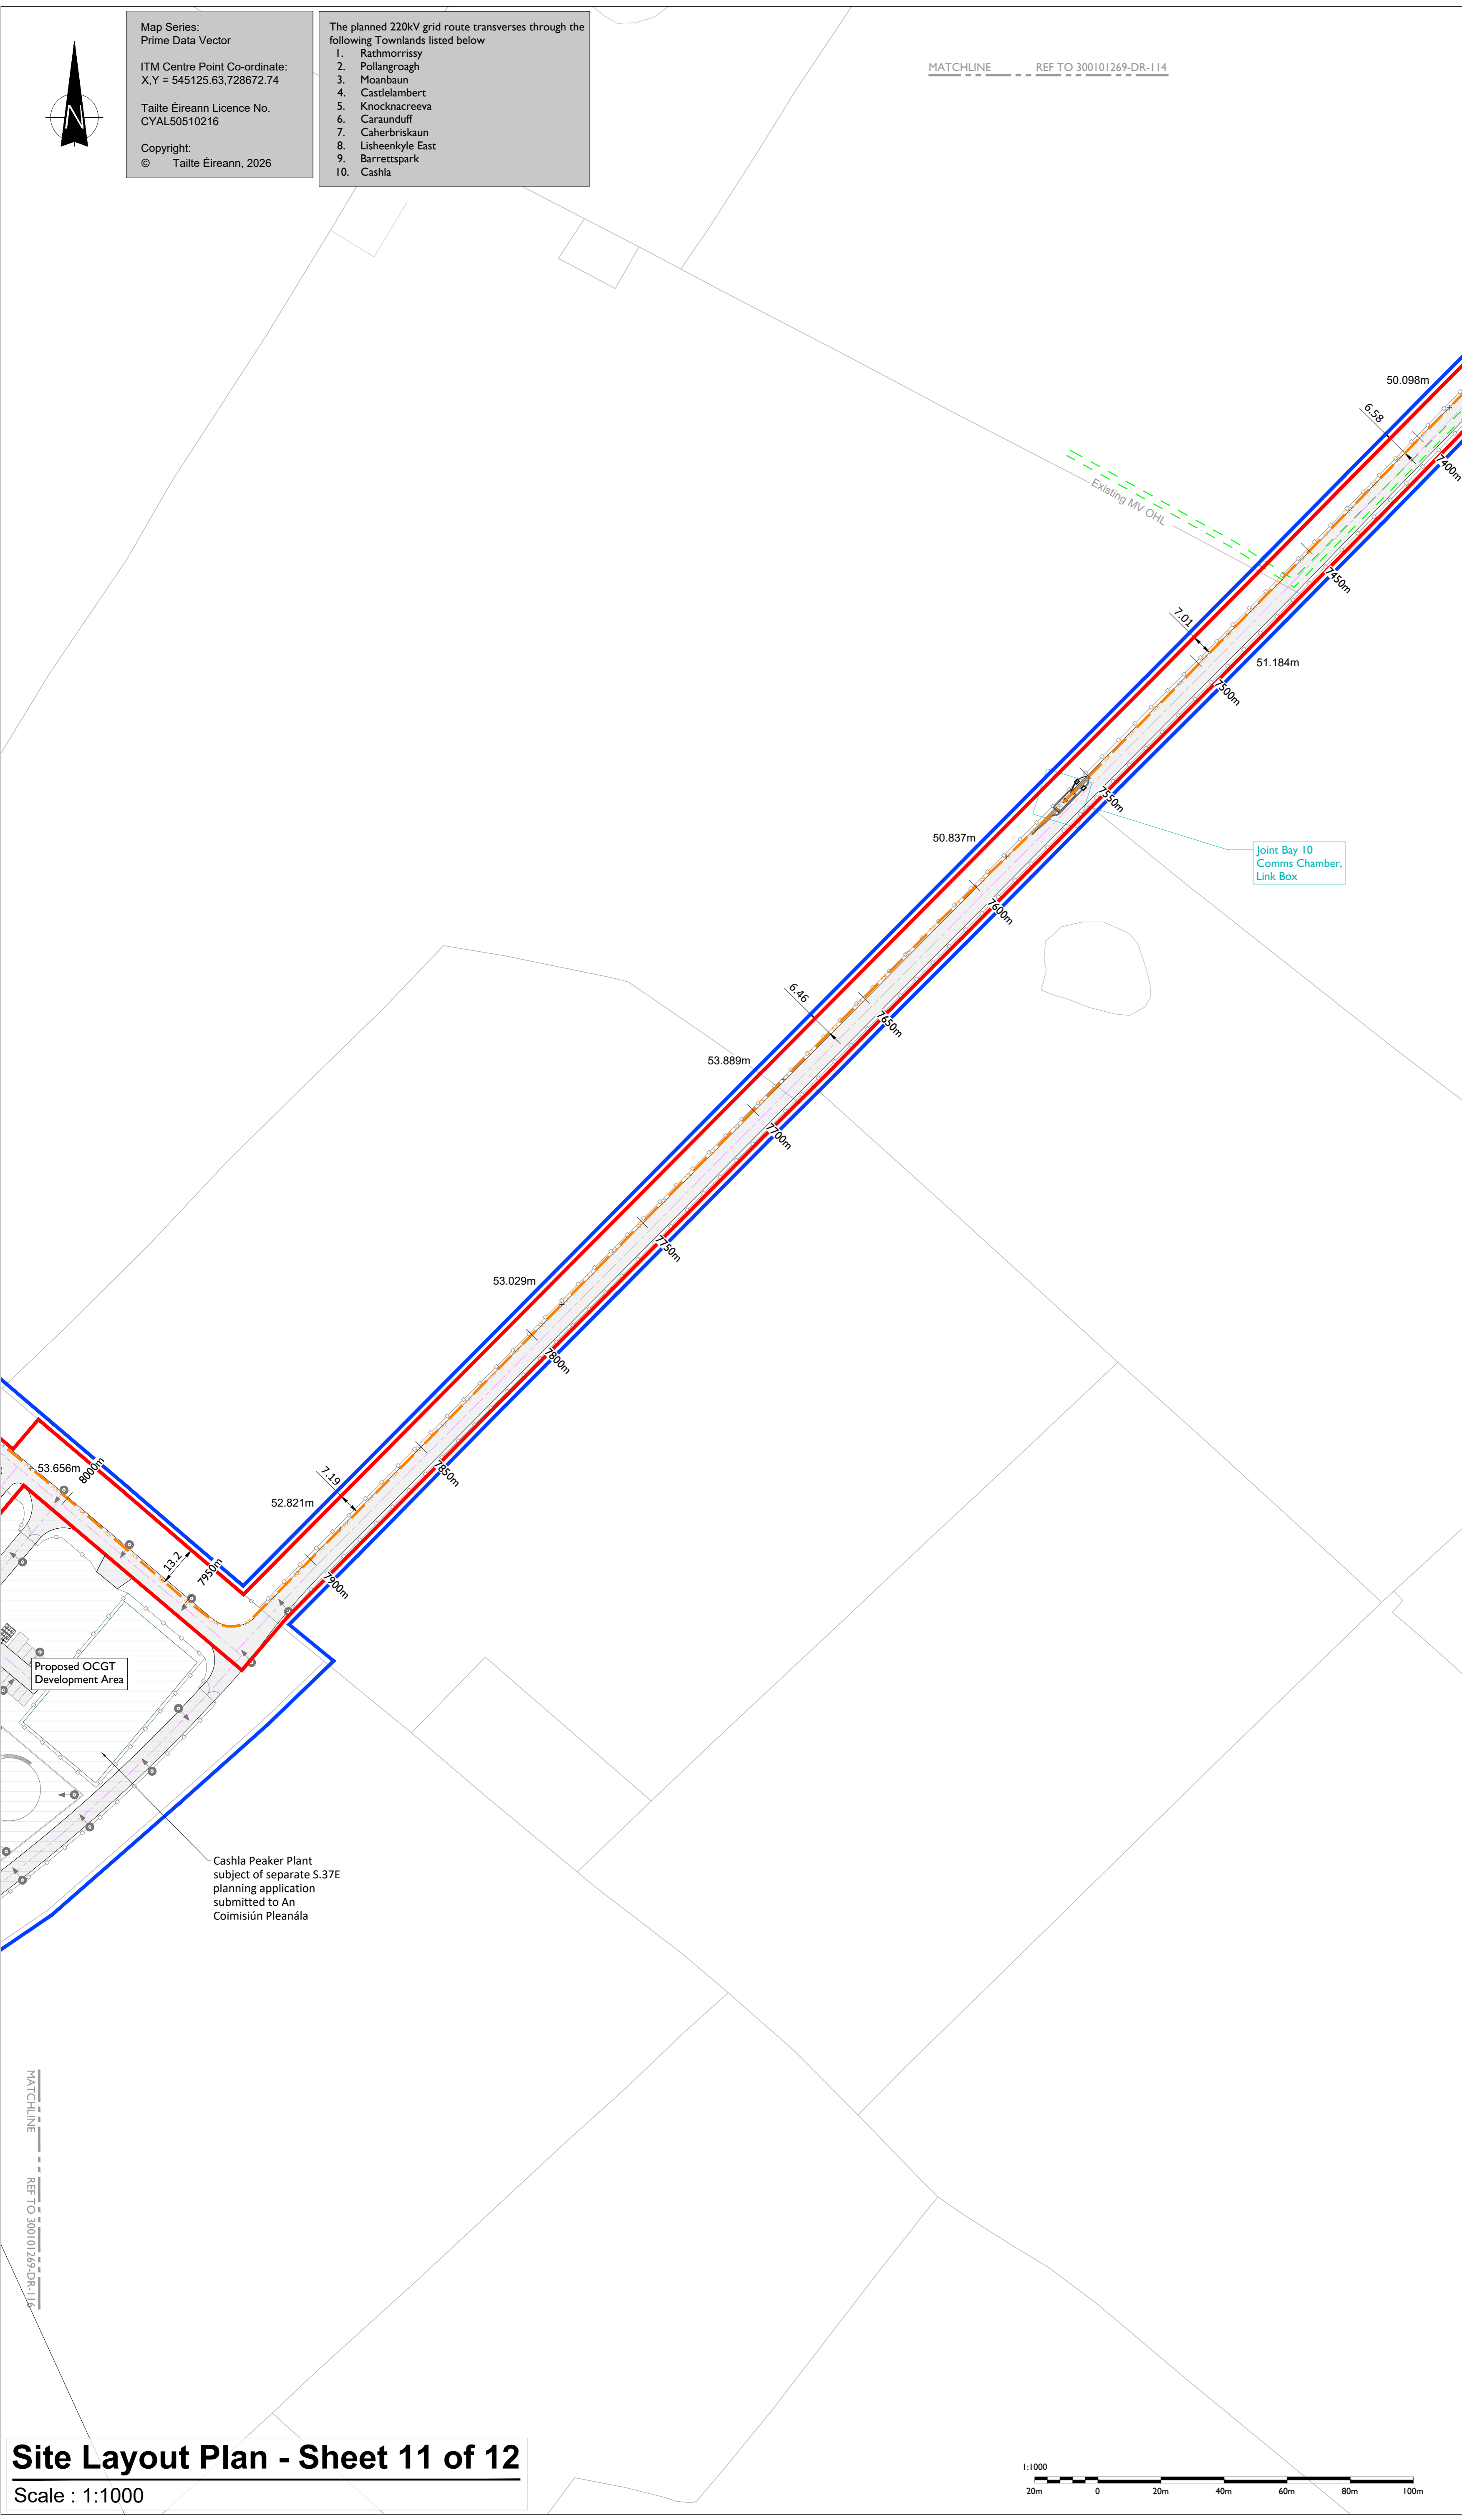 Map Series:
Prime Data Vector
ITM Centre Point Co-ordinate:
X,Y = 545125.63,728672.74
Tailte Éireann Licence No.
CYAL50510216
Copyright:
© Tailte Éireann, 2026
The planned 220kV grid route transverses through the
following Townlands listed below
1. Rathmorrissy
2. Pollangroagh
3. Moanbaun
4. Castlelambert
5. Knocknacreeva
6. Caraunduff
7. Caherbriskaun
8. Lisheenkyle East
9. Barrettspark
10. Cashla
N
MATCHLINE REF TO 300101269-DR-114
50.098m
6.58
7400m
Existing MV OHL
7450m
7.01
51.184m
7500m
7550m
50.837m
Joint Bay 10
Comms Chamber,
Link Box
7600m
6.46
7650m
53.889m
7700m
7750m
53.029m
7800m
7850m
7.19
52.821m
53.656m
8000m
13.2
7950m
7900m
Proposed OCGT
Development Area
Cashla Peaker Plant
subject of separate S.37E
planning application
submitted to An
Coimisiún Pleanála
MATCHLINE REF TO 300101269-DR-116
Site Layout Plan - Sheet 11 of 12
Scale : 1:1000
1:1000
20m 0 20m 40m 60m 80m 100m